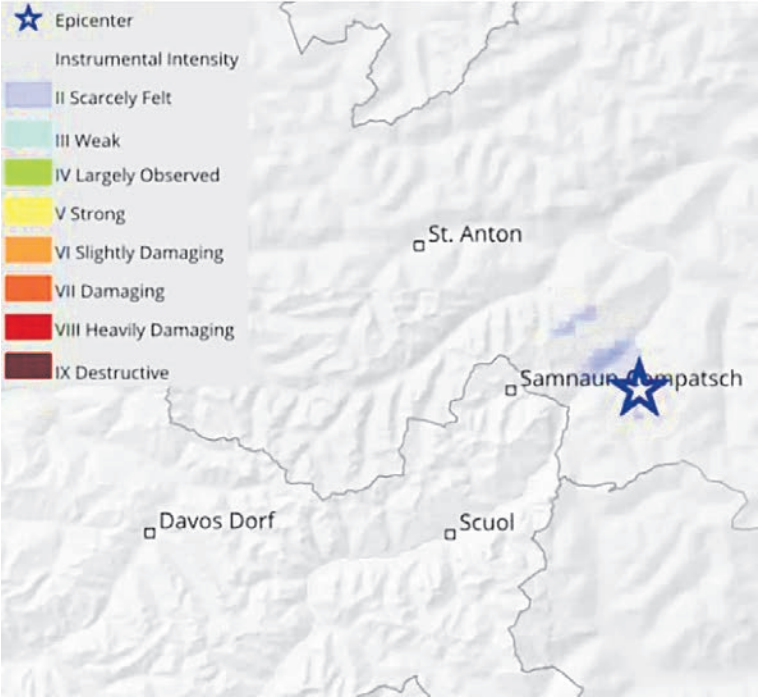 Epicenter
Instrumental Intensity
II Scarcely Felt
III Weak
IV Largely Observed
V Strong
VI Slightly Damaging
VII Damaging
VIII Heavily Damaging
IX Destructive
St. Anton
Samnaun-Compatsch
Davos Dorf
Scuol